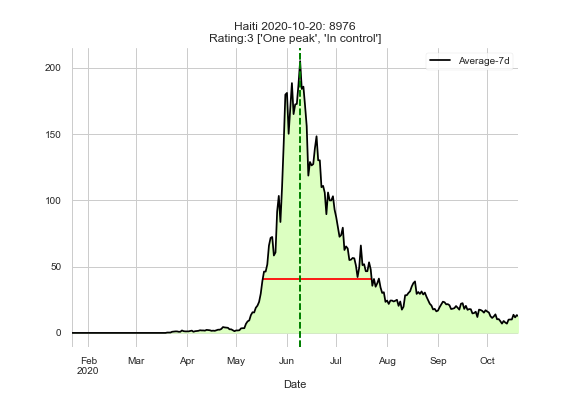 Haiti 2020-10-20: 8976
Rating:3 ['One peak', 'In control']
Average-7d
200
150
100
50
0
Feb Mar Apr May Jun Jul Aug Sep Oct
2020
Date